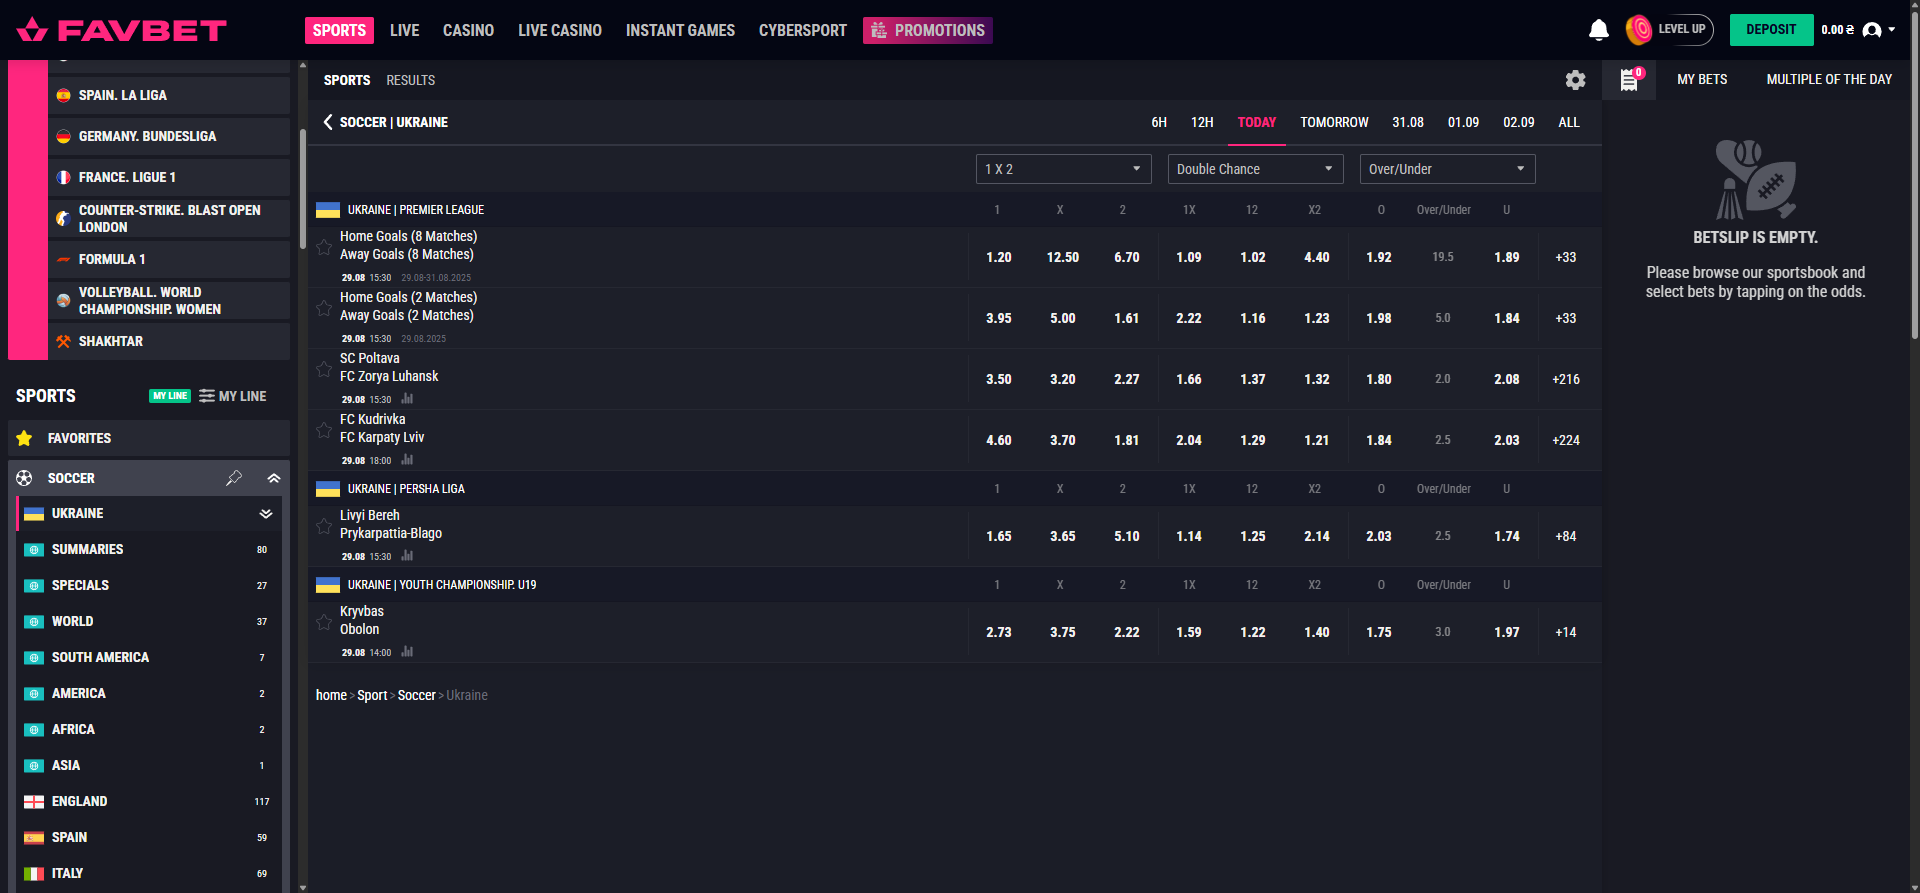 FAVBET
SPORTS LIVE CASINO LIVE CASINO INSTANT GAMES CYBERSPORT PROMOTIONS
LEVEL UP DEPOSIT 0.00 ₴
SPAIN. LA LIGA
GERMANY. BUNDESLIGA
FRANCE. LIGUE 1
COUNTER-STRIKE. BLAST OPEN
LONDON
FORMULA 1
VOLLEYBALL. WORLD
CHAMPIONSHIP. WOMEN
SHAKHTAR
SPORTS MY LINE MY LINE
FAVORITES
SOCCER
UKRAINE
SUMMARIES 80
SPECIALS 27
WORLD 37
SOUTH AMERICA 7
AMERICA 2
AFRICA 2
ASIA 1
ENGLAND 117
SPAIN 59
ITALY 69
SPORTS RESULTS
SOCCER | UKRAINE 6H 12H TODAY TOMORROW 31.08 01.09 02.09 ALL
1 X 2 Double Chance Over/Under
UKRAINE | PREMIER LEAGUE 1 X 2 1X 12 X2 O Over/Under U
Home Goals (8 Matches)
Away Goals (8 Matches)
1.20 12.50 6.70 1.09 1.02 4.40 1.92 19.5 1.89 +33
29.08 15:30 29.08-31.08.2025
Home Goals (2 Matches)
Away Goals (2 Matches)
3.95 5.00 1.61 2.22 1.16 1.23 1.98 5.0 1.84 +33
29.08 15:30 29.08.2025
SC Poltava
FC Zorya Luhansk
3.50 3.20 2.27 1.66 1.37 1.32 1.80 2.0 2.08 +216
29.08 15:30
FC Kudrivka
FC Karpaty Lviv
4.60 3.70 1.81 2.04 1.29 1.21 1.84 2.5 2.03 +224
29.08 18:00
UKRAINE | PERSHA LIGA 1 X 2 1X 12 X2 O Over/Under U
Livyi Bereh
Prykarpattia-Blago
1.65 3.65 5.10 1.14 1.25 2.14 2.03 2.5 1.74 +84
29.08 15:30
UKRAINE | YOUTH CHAMPIONSHIP. U19 1 X 2 1X 12 X2 O Over/Under U
Kryvbas
Obolon
2.73 3.75 2.22 1.59 1.22 1.40 1.75 3.0 1.97 +14
29.08 14:00
home > Sport > Soccer > Ukraine
0 MY BETS MULTIPLE OF THE DAY
BETSLIP IS EMPTY.
Please browse our sportsbook and
select bets by tapping on the odds.